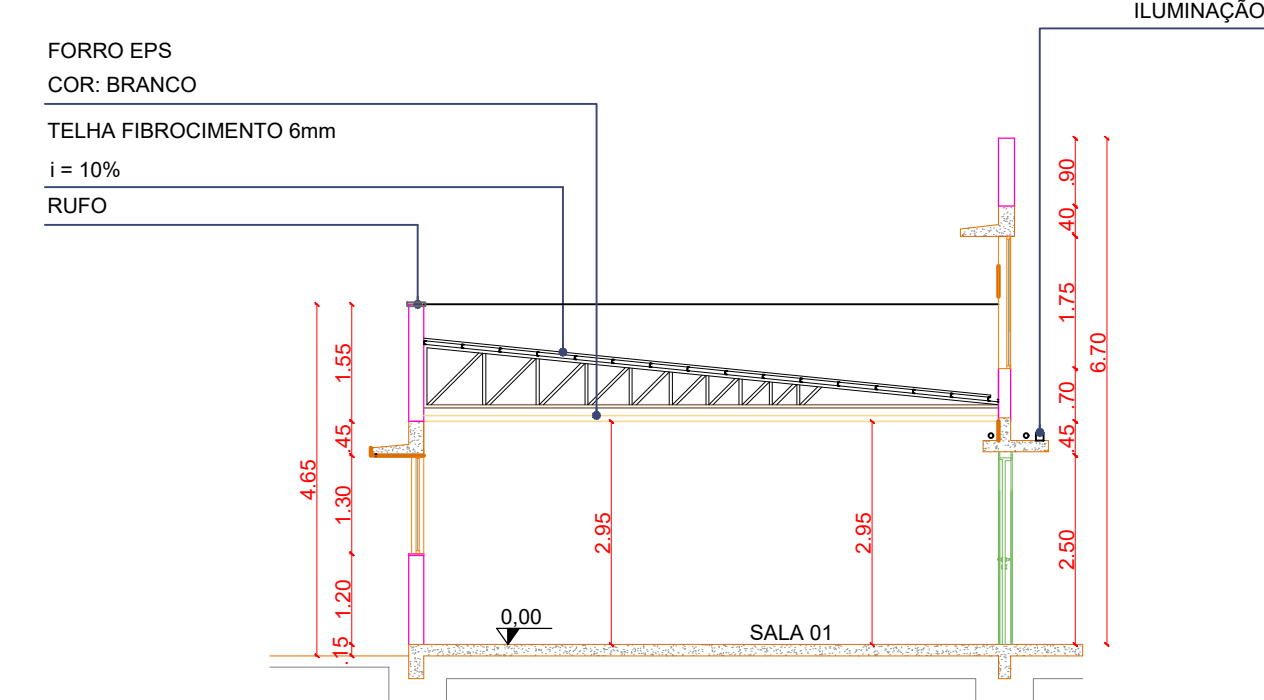 ILUMINAÇÃO
FORRO EPS
COR: BRANCO
TELHA FIBROCIMENTO 6mm
i = 10%
RUFO
.90
.40
1.75
6.70
.70
.45
2.50
1.55
.45
4.65
1.30
1.20
.15
2.95
2.95
0,00
SALA 01